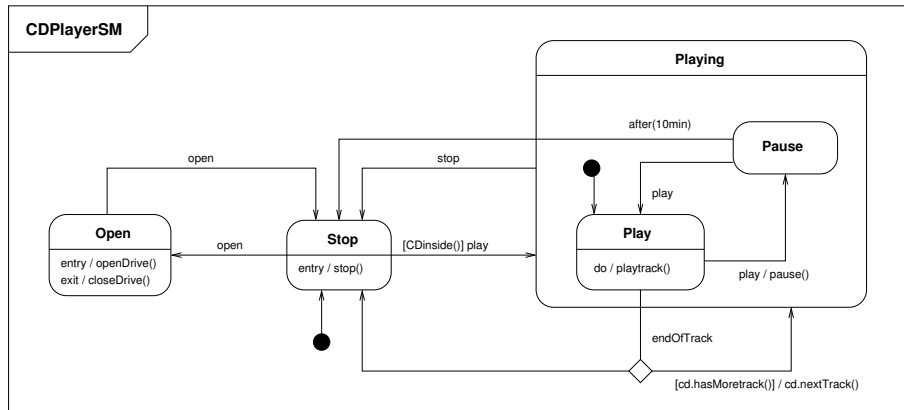 CDPlayerSM
Playing
after(10min)
Pause
open
stop
play
Open
entry / openDrive()
exit / closeDrive()
open
Stop
entry / stop()
[CDinside()] play
Play
do / playtrack()
play / pause()
endOfTrack
[cd.hasMoretrack()] / cd.nextTrack()